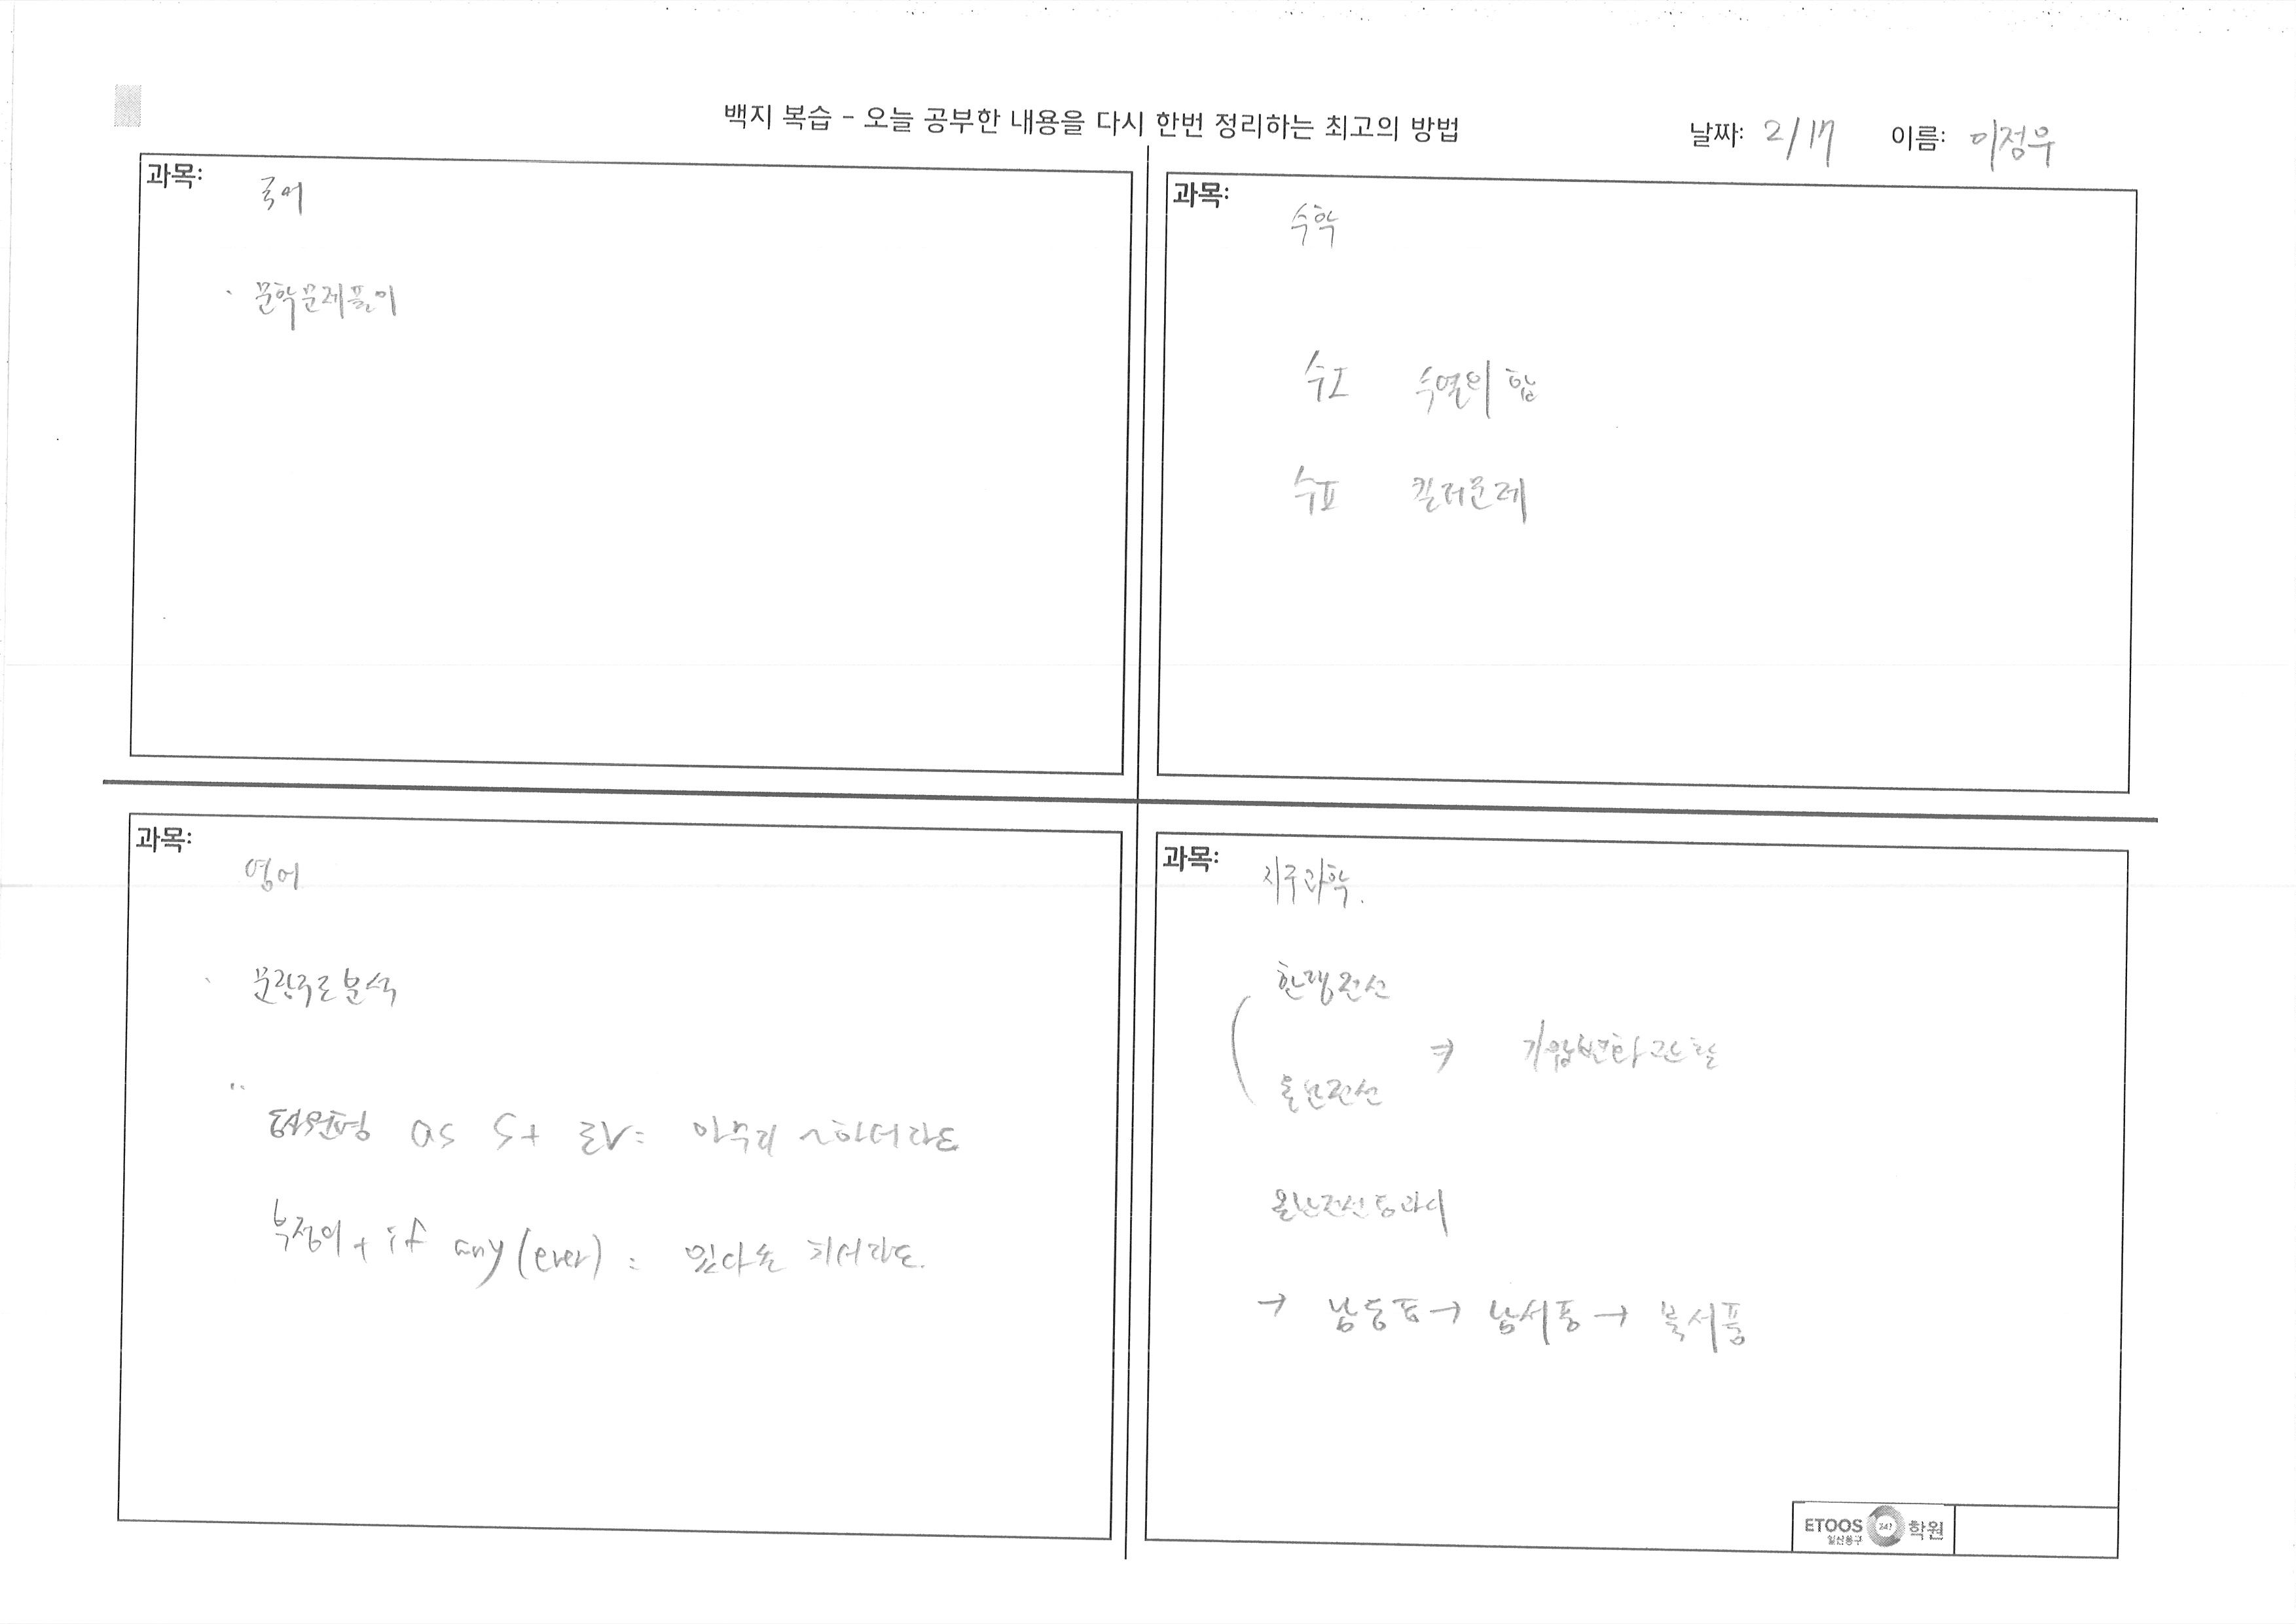 백지 복습 - 오늘 공부한 내용을 다시 한번 정리하는 최고의 방법
날짜: 2/17 이름: 이정우
과목: 국어
· 문학문제풀이
과목: 수학
수I 수열의 합
수II 킬러문제
과목: 영어
· 문장구조분석
as S+ 아무리 ~하더라도
부정어 + if any (ever) : 있다손 치더라도.
과목: 지구과학.
한랭전선
⇒ 기압변화관찰
온난전선
온난전선통과시
→ 남동풍 → 남서풍 → 북서풍
ETOOS 247 학원
일산동구